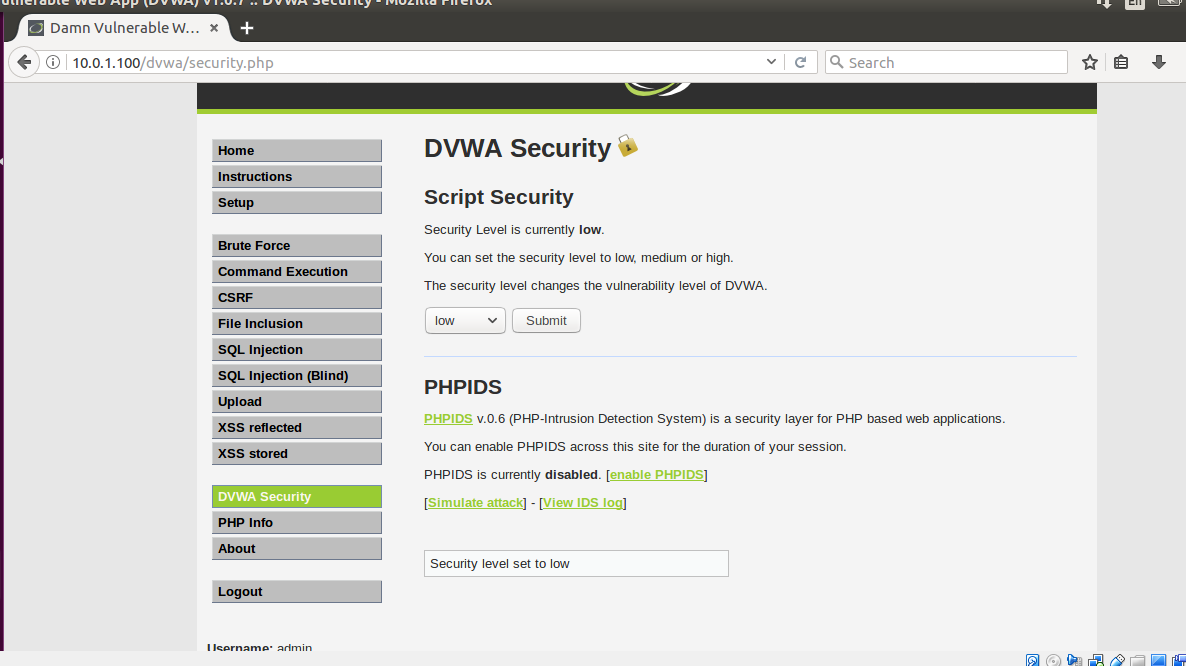 ulnerable Web App (DVWA) v1.0.7 :: DVWA Security - Mozilla Firefox
En
Damn Vulnerable W... × +
10.0.1.100/dvwa/security.php
Search
Home
Instructions
Setup
Brute Force
Command Execution
CSRF
File Inclusion
SQL Injection
SQL Injection (Blind)
Upload
XSS reflected
XSS stored
DVWA Security
PHP Info
About
Logout
Username: admin
DVWA Security
Script Security
Security Level is currently low.
You can set the security level to low, medium or high.
The security level changes the vulnerability level of DVWA.
low
Submit
PHPIDS
PHPIDS v.0.6 (PHP-Intrusion Detection System) is a security layer for PHP based web applications.
You can enable PHPIDS across this site for the duration of your session.
PHPIDS is currently disabled. [enable PHPIDS]
[Simulate attack] - [View IDS log]
Security level set to low